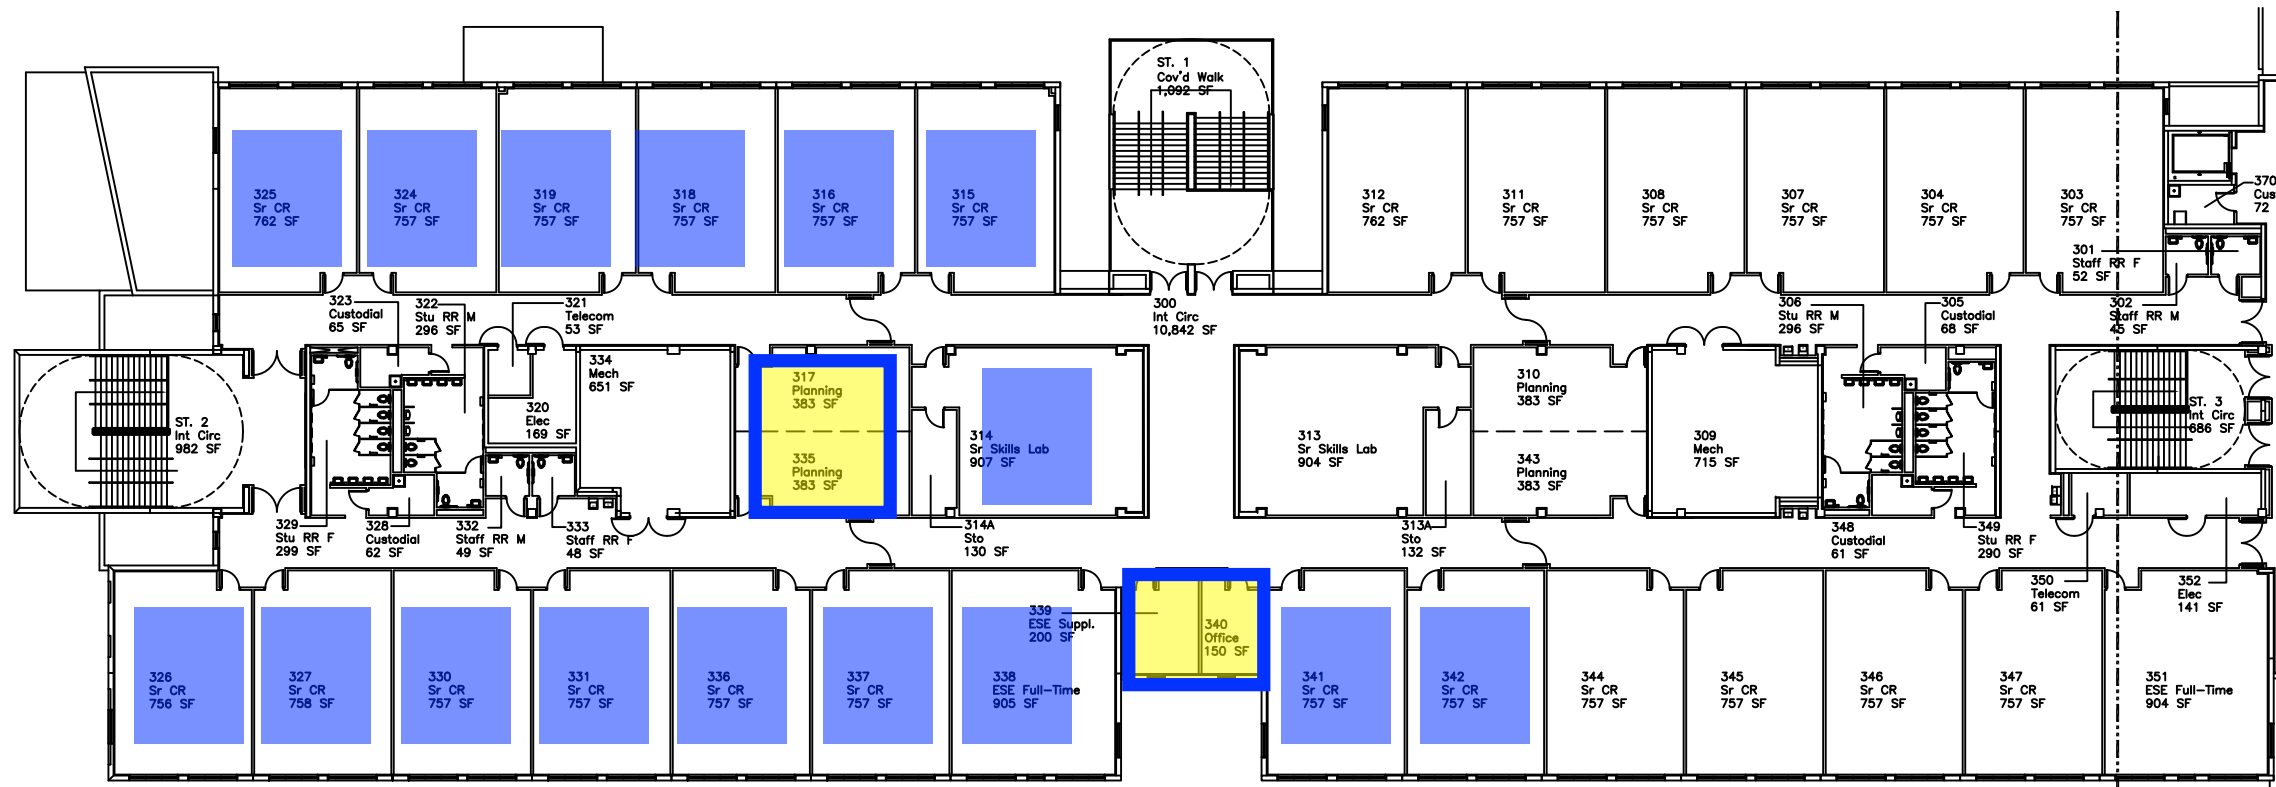 ST. 1
Cov'd Walk
1,092 SF
325
Sr CR
762 SF
324
Sr CR
757 SF
319
Sr CR
757 SF
318
Sr CR
757 SF
316
Sr CR
757 SF
315
Sr CR
757 SF
312
Sr CR
762 SF
311
Sr CR
757 SF
308
Sr CR
757 SF
307
Sr CR
757 SF
304
Sr CR
757 SF
303
Sr CR
757 SF
370
Cus
72
301
Staff RR F
52 SF
302
Staff RR M
45 SF
323
Custodial
65 SF
322
Stu RR M
296 SF
321
Telecom
53 SF
300
Int Circ
10,842 SF
306
Stu RR M
296 SF
305
Custodial
68 SF
334
Mech
651 SF
317
Planning
383 SF
310
Planning
383 SF
ST. 2
Int Circ
982 SF
320
Elec
169 SF
335
Planning
383 SF
314
Sr Skills Lab
907 SF
313
Sr Skills Lab
904 SF
343
Planning
383 SF
309
Mech
715 SF
ST. 3
Int Circ
686 SF
329
Stu RR F
299 SF
328
Custodial
62 SF
332
Staff RR M
49 SF
333
Staff RR F
48 SF
314A
Sto
130 SF
313A
Sto
132 SF
348
Custodial
61 SF
349
Stu RR F
290 SF
350
Telecom
61 SF
352
Elec
141 SF
339
ESE Suppl.
200 SF
340
Office
150 SF
326
Sr CR
756 SF
327
Sr CR
758 SF
330
Sr CR
757 SF
331
Sr CR
757 SF
336
Sr CR
757 SF
337
Sr CR
757 SF
338
ESE Full-Time
905 SF
341
Sr CR
757 SF
342
Sr CR
757 SF
344
Sr CR
757 SF
345
Sr CR
757 SF
346
Sr CR
757 SF
347
Sr CR
757 SF
351
ESE Full-Time
904 SF